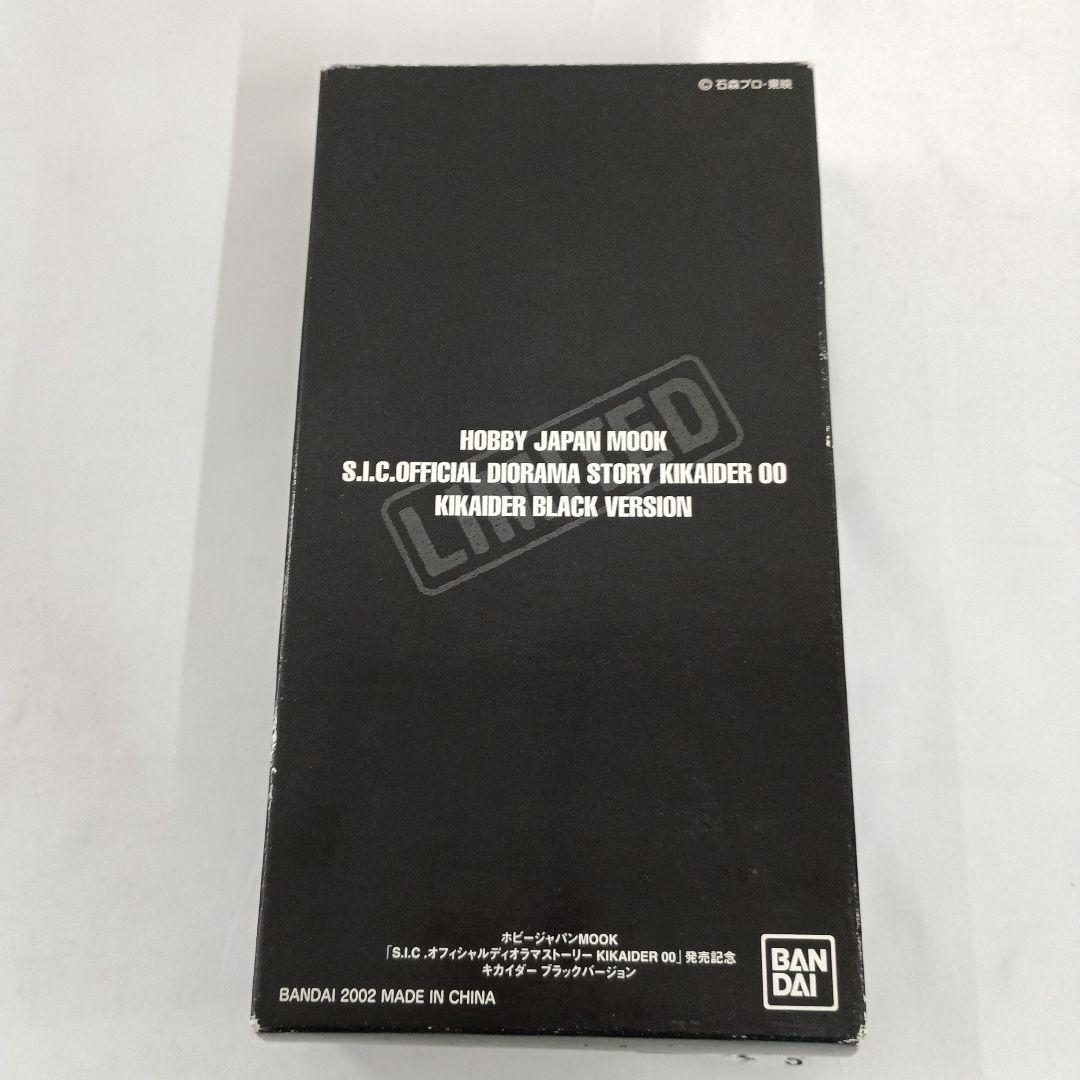 ©石森プロ・東映
LIMITED
HOBBY JAPAN MOOK
S.I.C.OFFICIAL DIORAMA STORY KIKAIDER 00
KIKAIDER BLACK VERSION
ホビージャパンMOOK
「S.I.C.オフィシャルディオラマストーリー KIKAIDER 00」発売記念
キカイダー ブラックバージョン
BANDAI 2002 MADE IN CHINA
BAN
DAI